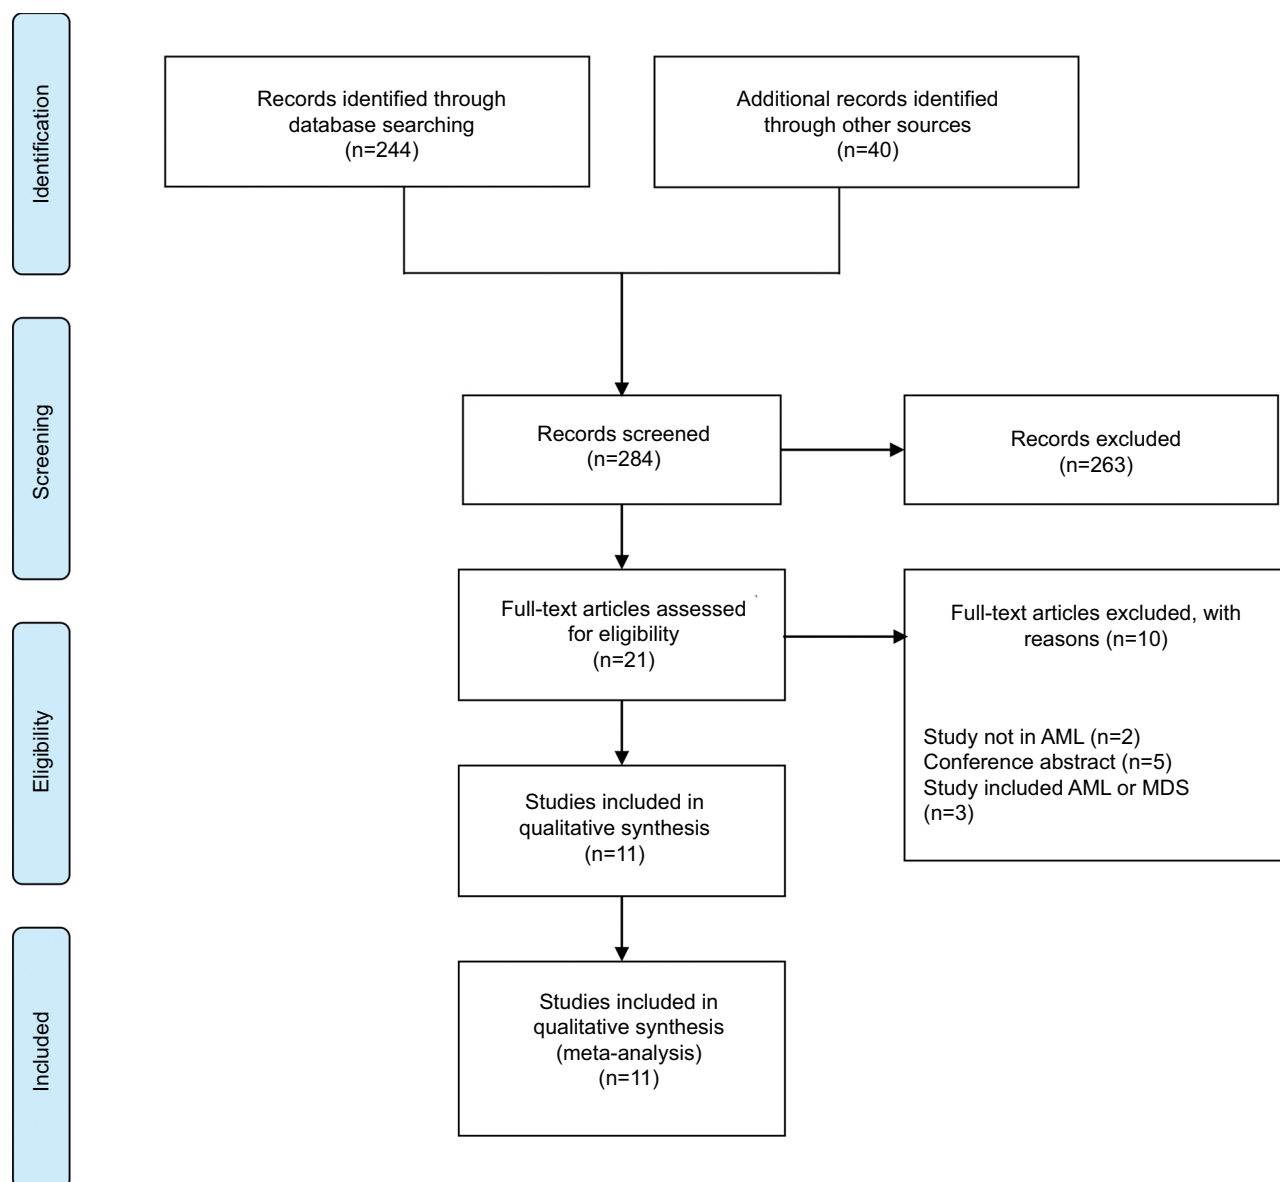 Identification
Records identified through
database searching
(n=244)
Additional records identified
through other sources
(n=40)
Screening
Records screened
(n=284)
Records excluded
(n=263)
Eligibility
Full-text articles assessed
for eligibility
(n=21)
Full-text articles excluded, with
reasons (n=10)
Study not in AML (n=2)
Conference abstract (n=5)
Study included AML or MDS
(n=3)
Studies included in
qualitative synthesis
(n=11)
Included
Studies included in
qualitative synthesis
(meta-analysis)
(n=11)